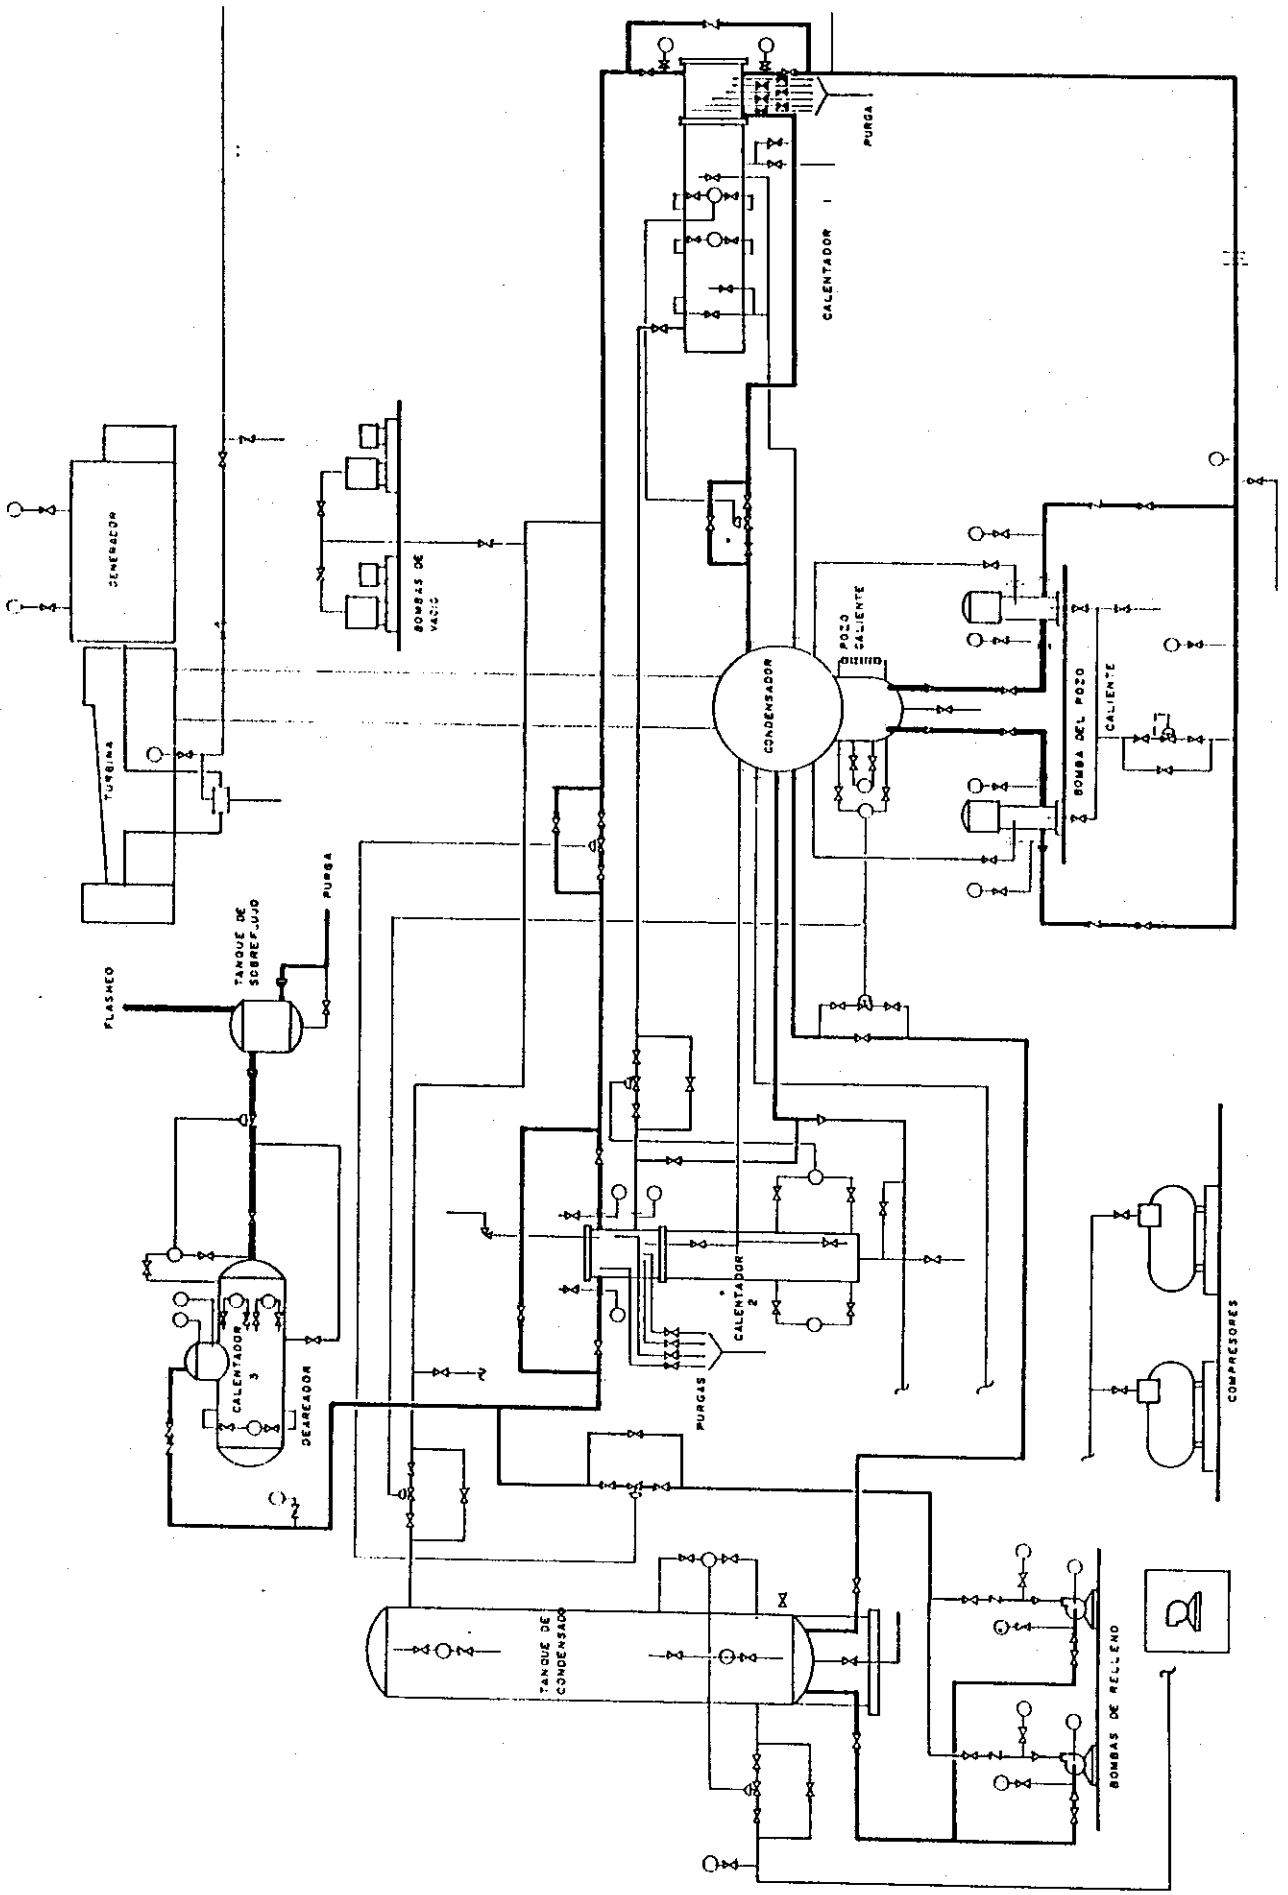 FLASHEO
TURBINA
GENERADOR
TANQUE DE
SOBREFLUJO
CALENTADOR
3
DEAREADOR
PURGA
BOMBAS DE
VACIO
TANQUE DE
CONDENSADO
PURGAS
CALENTADOR
2
CONDENSADOR
CALENTADOR 1
POZO
CALIENTE
PURGA
BOMBA DEL POZO
CALIENTE
BOMBAS DE RELLENO
COMPRESORES